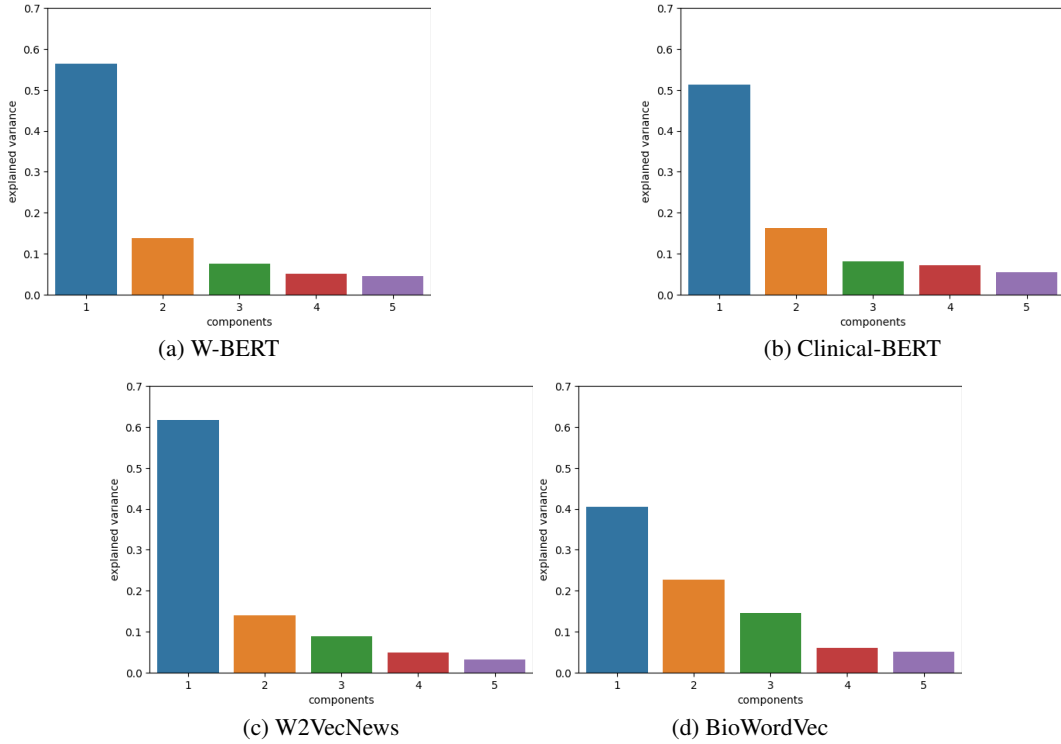 0.7
0.6
0.5
0.4
0.3
0.2
0.1
0.0
explained variance
1 2 3 4 5
components
(a) W-BERT
0.7
0.6
0.5
0.4
0.3
0.2
0.1
0.0
explained variance
1 2 3 4 5
components
(b) Clinical-BERT
0.7
0.6
0.5
0.4
0.3
0.2
0.1
0.0
explained variance
1 2 3 4 5
components
(c) W2VecNews
0.7
0.6
0.5
0.4
0.3
0.2
0.1
0.0
explained variance
1 2 3 4 5
components
(d) BioWordVec